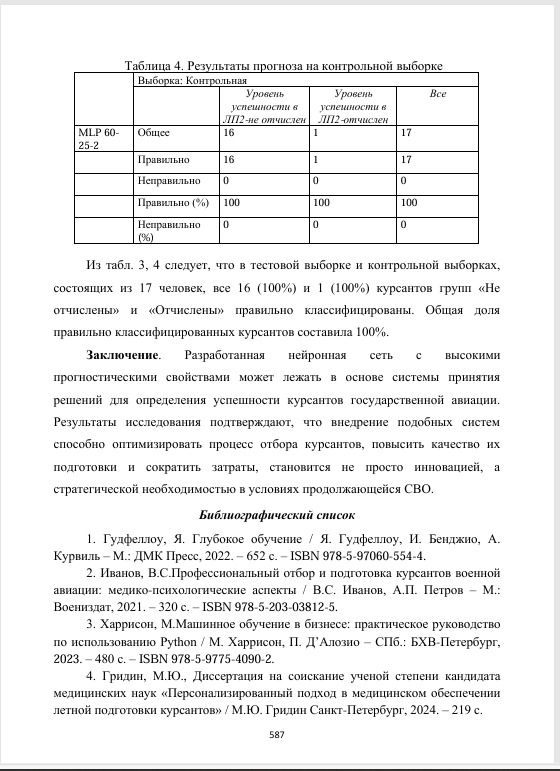 Таблица 4. Результаты прогноза на контрольной выборке
Выборка: Контрольная
Уровень успешности в ЛП2-не отчислен Уровень успешности в ЛП2-отчислен Все
MLP 60-25-2 Общее 16 1 17
Правильно 16 1 17
Неправильно 0 0 0
Правильно (%) 100 100 100
Неправильно (%) 0 0 0
Из табл. 3, 4 следует, что в тестовой выборке и контрольной выборках,
состоящих из 17 человек, все 16 (100%) и 1 (100%) курсантов групп «Не
отчислены» и «Отчислены» правильно классифицированы. Общая доля
правильно классифицированных курсантов составила 100%.
Заключение. Разработанная нейронная сеть с высокими
прогностическими свойствами может лежать в основе системы принятия
решений для определения успешности курсантов государственной авиации.
Результаты исследования подтверждают, что внедрение подобных систем
способно оптимизировать процесс отбора курсантов, повысить качество их
подготовки и сократить затраты, становится не просто инновацией, а
стратегической необходимостью в условиях продолжающейся СВО.
Библиографический список
1. Гудфеллоу, Я. Глубокое обучение / Я. Гудфеллоу, И. Бенджио, А.
Курвиль – М.: ДМК Пресс, 2022. – 652 с. – ISBN 978-5-97060-554-4.
2. Иванов, В.С.Профессиональный отбор и подготовка курсантов военной
авиации: медико-психологические аспекты / В.С. Иванов, А.П. Петров – М.:
Воениздат, 2021. – 320 с. – ISBN 978-5-203-03812-5.
3. Харрисон, М.Машинное обучение в бизнесе: практическое руководство
по использованию Python / М. Харрисон, П. Д’Алозио – СПб.: БХВ-Петербург,
2023. – 480 с. – ISBN 978-5-9775-4090-2.
4. Гридин, М.Ю., Диссертация на соискание ученой степени кандидата
медицинских наук «Персонализированный подход в медицинском обеспечении
летной подготовки курсантов» / М.Ю. Гридин Санкт-Петербург, 2024. – 219 с.
587